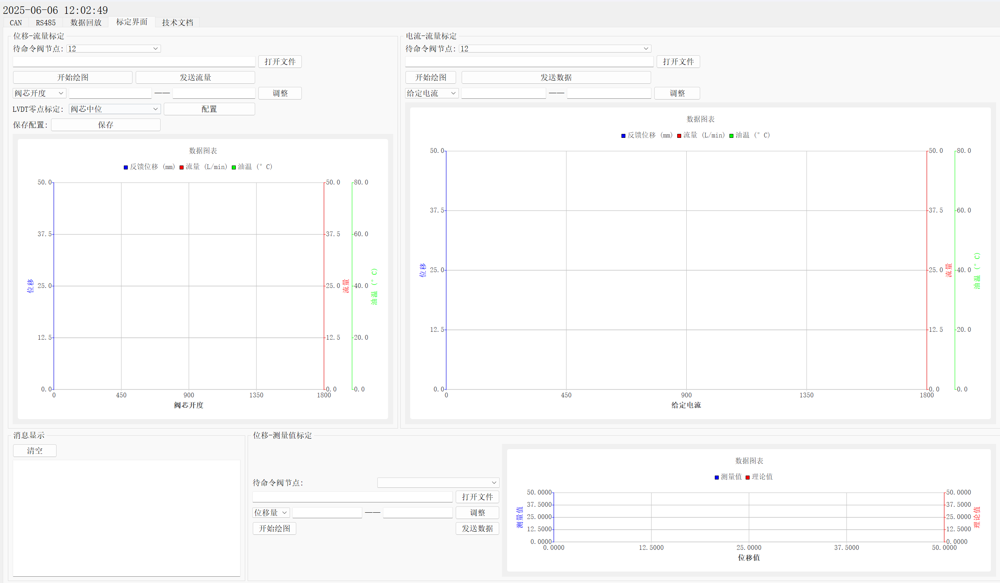 2025-06-06 12:02:49
CAN RS485 数据回放 标定界面 技术文档
位移-流量标定
待命令阀节点: 12
打开文件
开始绘图 发送流量
阀芯开度 —— 调整
LVDT零点标定: 阀芯中位 配置
保存配置: 保存
数据图表
反馈位移 (mm) 流量 (L/min) 油温 (° C)
50.0 50.0 80.0
37.5 37.5 60.0
位移 25.0 25.0 流量 40.0 油温 (° C)
12.5 12.5 20.0
0.0 0.0 0.0
0 450 900 1350 1800
阀芯开度
电流-流量标定
待命令阀节点: 12
打开文件
开始绘图 发送数据
给定电流 —— 调整
数据图表
反馈位移 (mm) 流量 (L/min) 油温 (° C)
50.0 50.0 80.0
37.5 37.5 60.0
位移 25.0 25.0 流量 40.0 油温 (° C)
12.5 12.5 20.0
0.0 0.0 0.0
0 450 900 1350 1800
给定电流
消息显示
清空
位移-测量值标定
待命令阀节点:
打开文件
位移量 —— 调整
开始绘图 发送数据
数据图表
测量值 理论值
50.0000 50.0000
37.5000 37.5000
测量值 25.0000 25.0000 理论值
12.5000 12.5000
0.0000 0.0000
0.0000 12.5000 25.0000 37.5000 50.0000
位移值